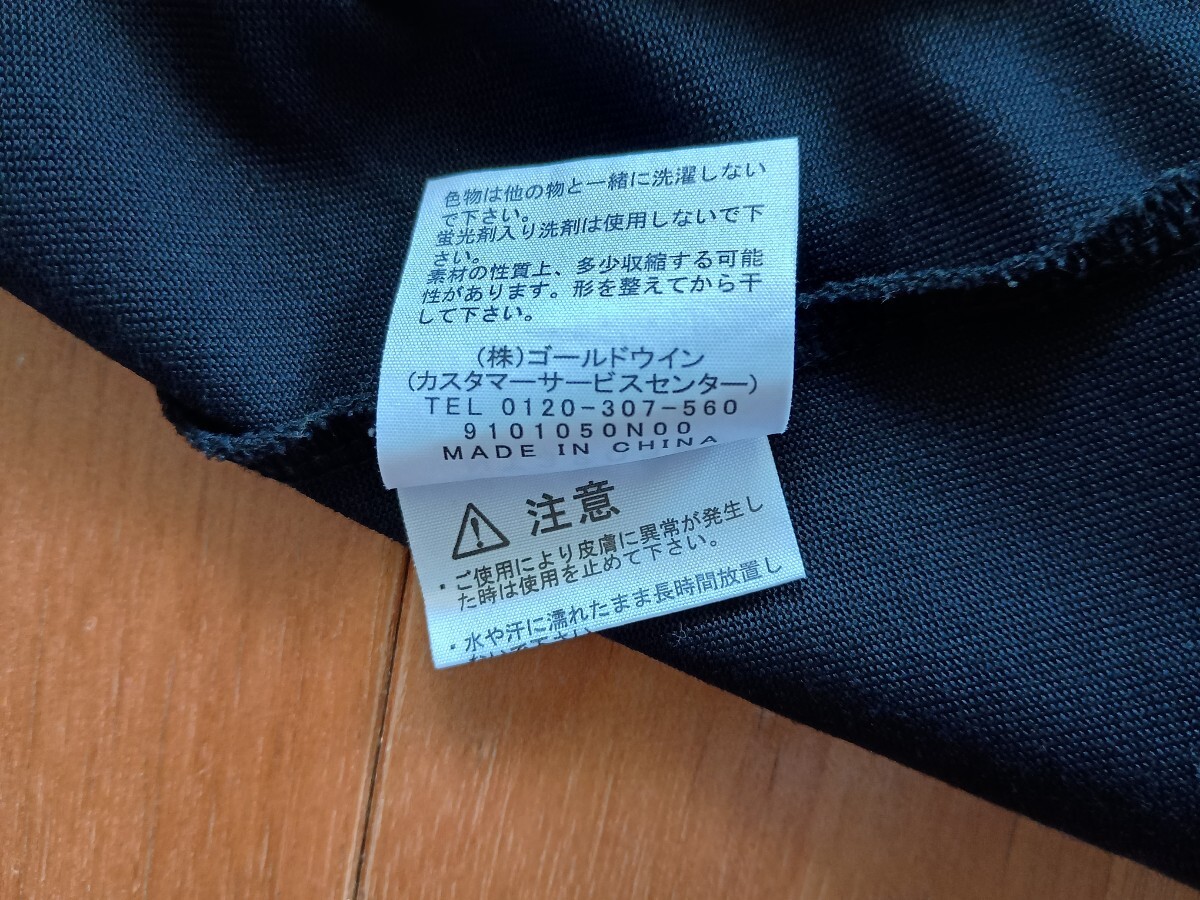 色物は他の物と一緒に洗濯しない
で下さい。
蛍光剤入り洗剤は使用しないで下
さい。
素材の性質上、多少収縮する可能
性があります。形を整えてから干
して下さい。
(株)ゴールドウイン
(カスタマーサービスセンター)
TEL 0120-307-560
9101050N00
MADE IN CHINA
注意
・ご使用により皮膚に異常が発生し
た時は使用を止めて下さい。
・水や汗に濡れたまま長時間放置し
ないで下さい